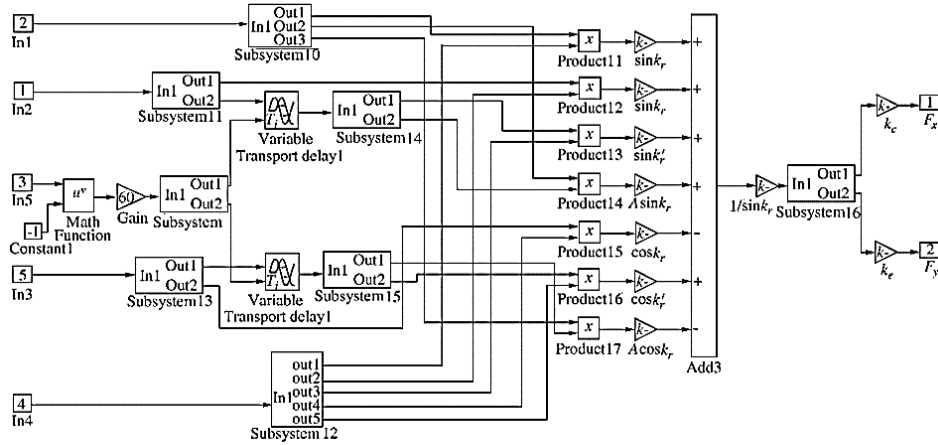 2
In1
In1 Out1
Out2
Out3
Subsystem10
1
In2
In1 Out1
Out2
Subsystem11
Ti
Variable
Transport delay1
In1 Out1
Out2
Subsystem14
3
In5
-1
Constant1
u^v
Math
Function
60
Gain
In1 Out1
Out2
Subsystem
5
In3
In1 Out1
Out2
Subsystem13
Ti
Variable
Transport delay1
In1 Out1
Out2
Subsystem15
4
In4
In1
out1
out2
out3
out4
out5
Subsystem 12
x
Product11
k-
sink_r
+
x
Product12
k-
sink_r
+
x
Product13
k-
sink'_r
+
x
Product14
k-
Asink_r
+
x
Product15
k-
cosk_r
-
x
Product16
k-
cosk'_r
+
x
Product17
k-
Acosk_r
-
Add3
k-
1/sink_r
In1 Out1
Out2
Subsystem16
k-
k_c
1
F_x
k-
k_e
2
F_y